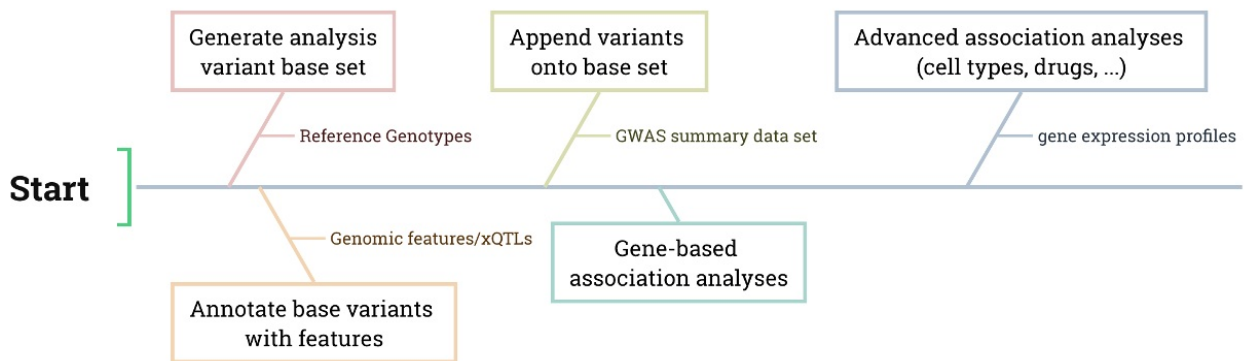 Generate analysis
variant base set
Append variants
onto base set
Advanced association analyses
(cell types, drugs, ...)
Reference Genotypes
GWAS summary data set
gene expression profiles
Start
Genomic features/xQTLs
Gene-based
association analyses
Annotate base variants
with features